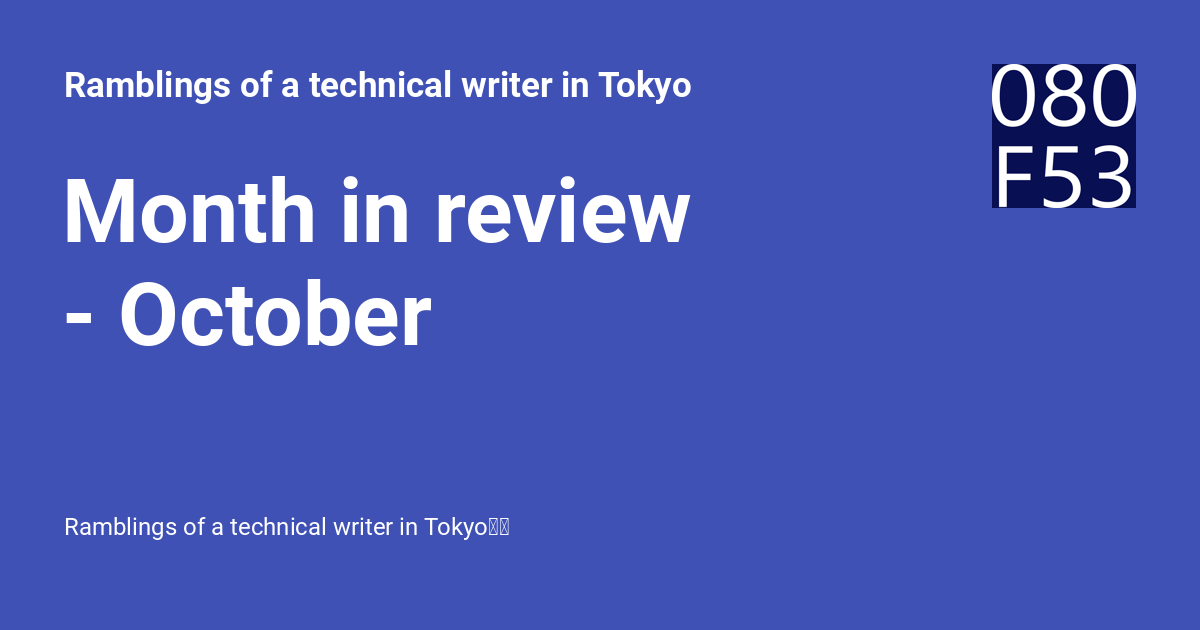 Ramblings of a technical writer in Tokyo
080
F53
Month in review
- October
Ramblings of a technical writer in Tokyo